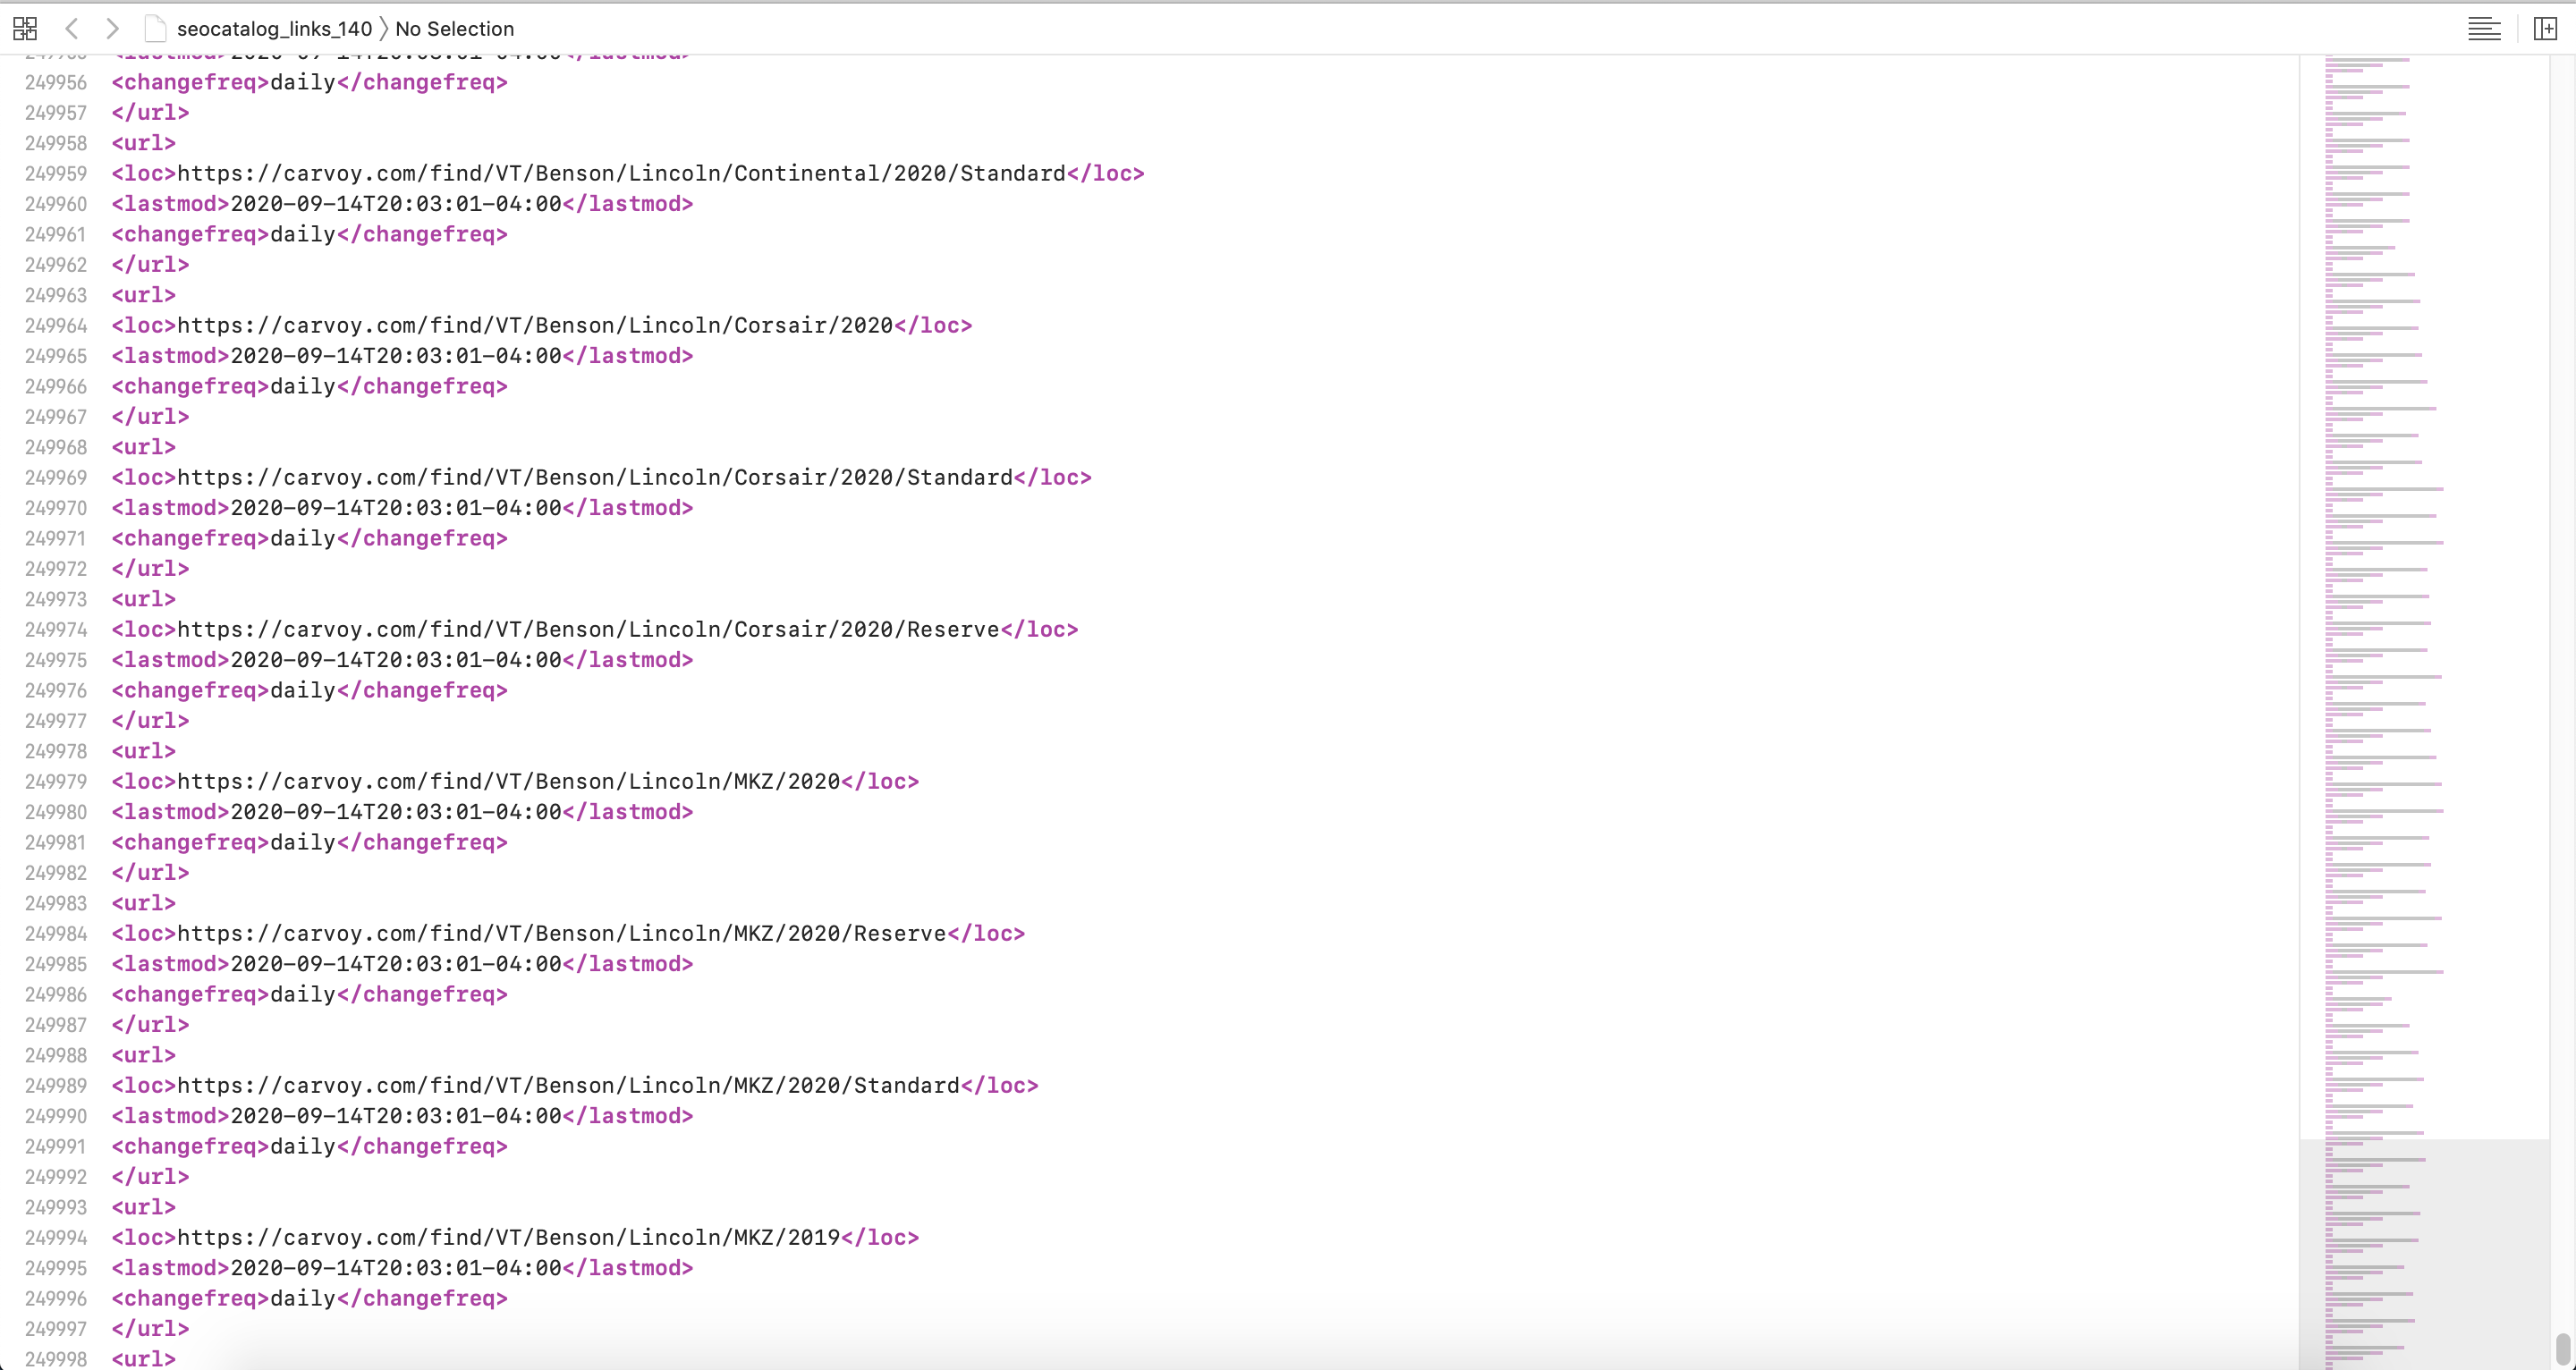 seocatalog_links_140 〉 No Selection
249955 <lastmod>2020-09-14T20:03:01-04:00</lastmod>
249956 <changefreq>daily</changefreq>
249957 </url>
249958 <url>
249959 <loc>https://carvoy.com/find/VT/Benson/Lincoln/Continental/2020/Standard</loc>
249960 <lastmod>2020-09-14T20:03:01-04:00</lastmod>
249961 <changefreq>daily</changefreq>
249962 </url>
249963 <url>
249964 <loc>https://carvoy.com/find/VT/Benson/Lincoln/Corsair/2020</loc>
249965 <lastmod>2020-09-14T20:03:01-04:00</lastmod>
249966 <changefreq>daily</changefreq>
249967 </url>
249968 <url>
249969 <loc>https://carvoy.com/find/VT/Benson/Lincoln/Corsair/2020/Standard</loc>
249970 <lastmod>2020-09-14T20:03:01-04:00</lastmod>
249971 <changefreq>daily</changefreq>
249972 </url>
249973 <url>
249974 <loc>https://carvoy.com/find/VT/Benson/Lincoln/Corsair/2020/Reserve</loc>
249975 <lastmod>2020-09-14T20:03:01-04:00</lastmod>
249976 <changefreq>daily</changefreq>
249977 </url>
249978 <url>
249979 <loc>https://carvoy.com/find/VT/Benson/Lincoln/MKZ/2020</loc>
249980 <lastmod>2020-09-14T20:03:01-04:00</lastmod>
249981 <changefreq>daily</changefreq>
249982 </url>
249983 <url>
249984 <loc>https://carvoy.com/find/VT/Benson/Lincoln/MKZ/2020/Reserve</loc>
249985 <lastmod>2020-09-14T20:03:01-04:00</lastmod>
249986 <changefreq>daily</changefreq>
249987 </url>
249988 <url>
249989 <loc>https://carvoy.com/find/VT/Benson/Lincoln/MKZ/2020/Standard</loc>
249990 <lastmod>2020-09-14T20:03:01-04:00</lastmod>
249991 <changefreq>daily</changefreq>
249992 </url>
249993 <url>
249994 <loc>https://carvoy.com/find/VT/Benson/Lincoln/MKZ/2019</loc>
249995 <lastmod>2020-09-14T20:03:01-04:00</lastmod>
249996 <changefreq>daily</changefreq>
249997 </url>
249998 <url>